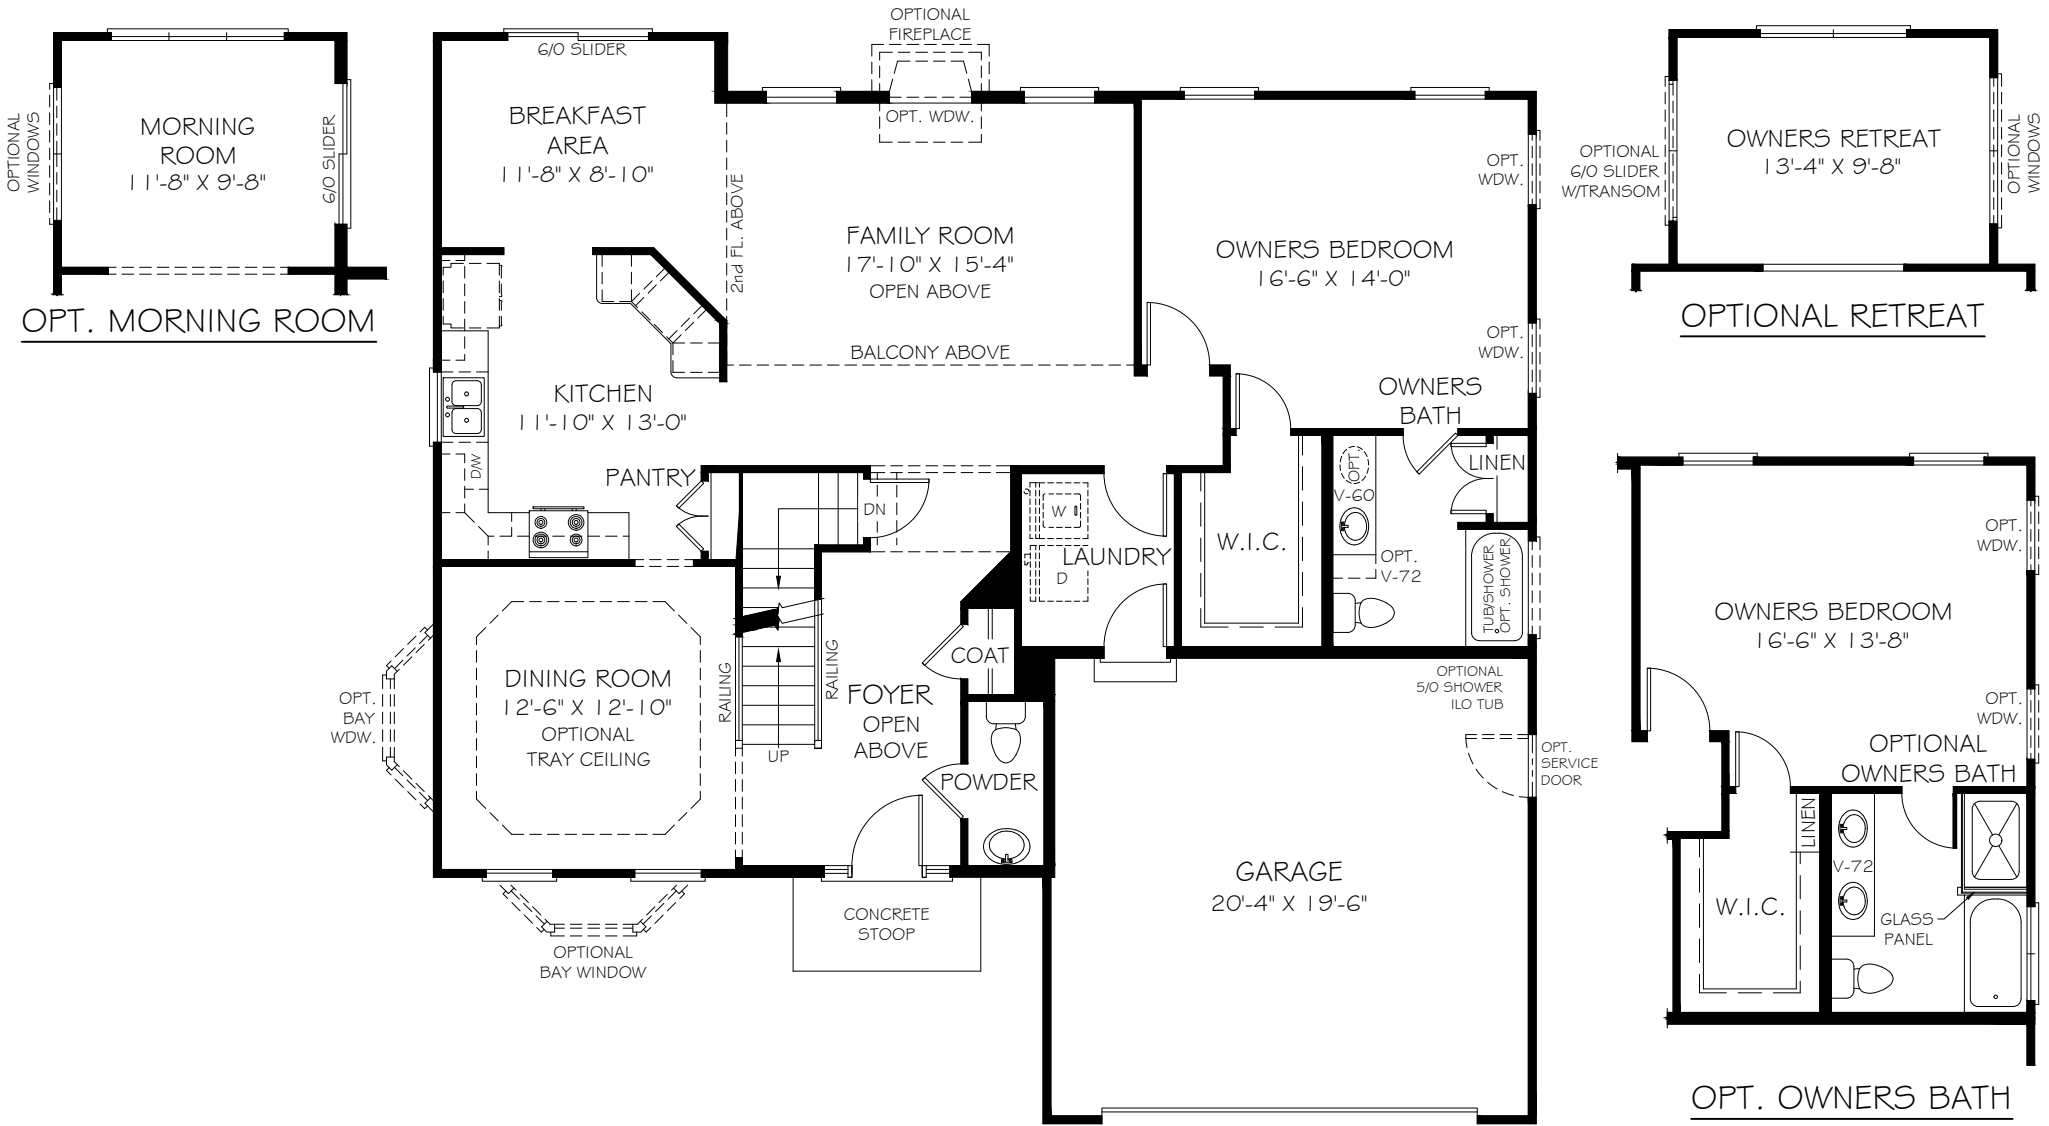 OPTIONAL
WINDOWS
MORNING
ROOM
11'-8" X 9'-8"
6/0 SLIDER
OPT. MORNING ROOM
6/0 SLIDER
BREAKFAST
AREA
11'-8" X 8'-10"
2nd FL. ABOVE
OPTIONAL
FIREPLACE
OPT. WDW.
FAMILY ROOM
17'-10" X 15'-4"
OPEN ABOVE
BALCONY ABOVE
OPT.
WDW.
OWNERS BEDROOM
16'-6" X 14'-0"
OPT.
WDW.
OWNERS
BATH
OPTIONAL
6/0 SLIDER
W/TRANSOM
OWNERS RETREAT
13'-4" X 9'-8"
OPTIONAL
WINDOWS
OPTIONAL RETREAT
KITCHEN
11'-10" X 13'-0"
D/W
PANTRY
DN
W
LAUNDRY
D
W.I.C.
OPT.
V-60
LINEN
OPT.
V-72
TUB/SHOWER
OPT. SHOWER
OPT.
BAY
WDW.
DINING ROOM
12'-6" X 12'-10"
OPTIONAL
TRAY CEILING
RAILING
UP
RAILING
FOYER
OPEN
ABOVE
COAT
POWDER
OPTIONAL
5/0 SHOWER
ILO TUB
OPT.
SERVICE
DOOR
GARAGE
20'-4" X 19'-6"
CONCRETE
STOOP
OPTIONAL
BAY WINDOW
OPT.
WDW.
OWNERS BEDROOM
16'-6" X 13'-8"
OPT.
WDW.
OPTIONAL
OWNERS BATH
LINEN
V-72
W.I.C.
GLASS
PANEL
OPT. OWNERS BATH